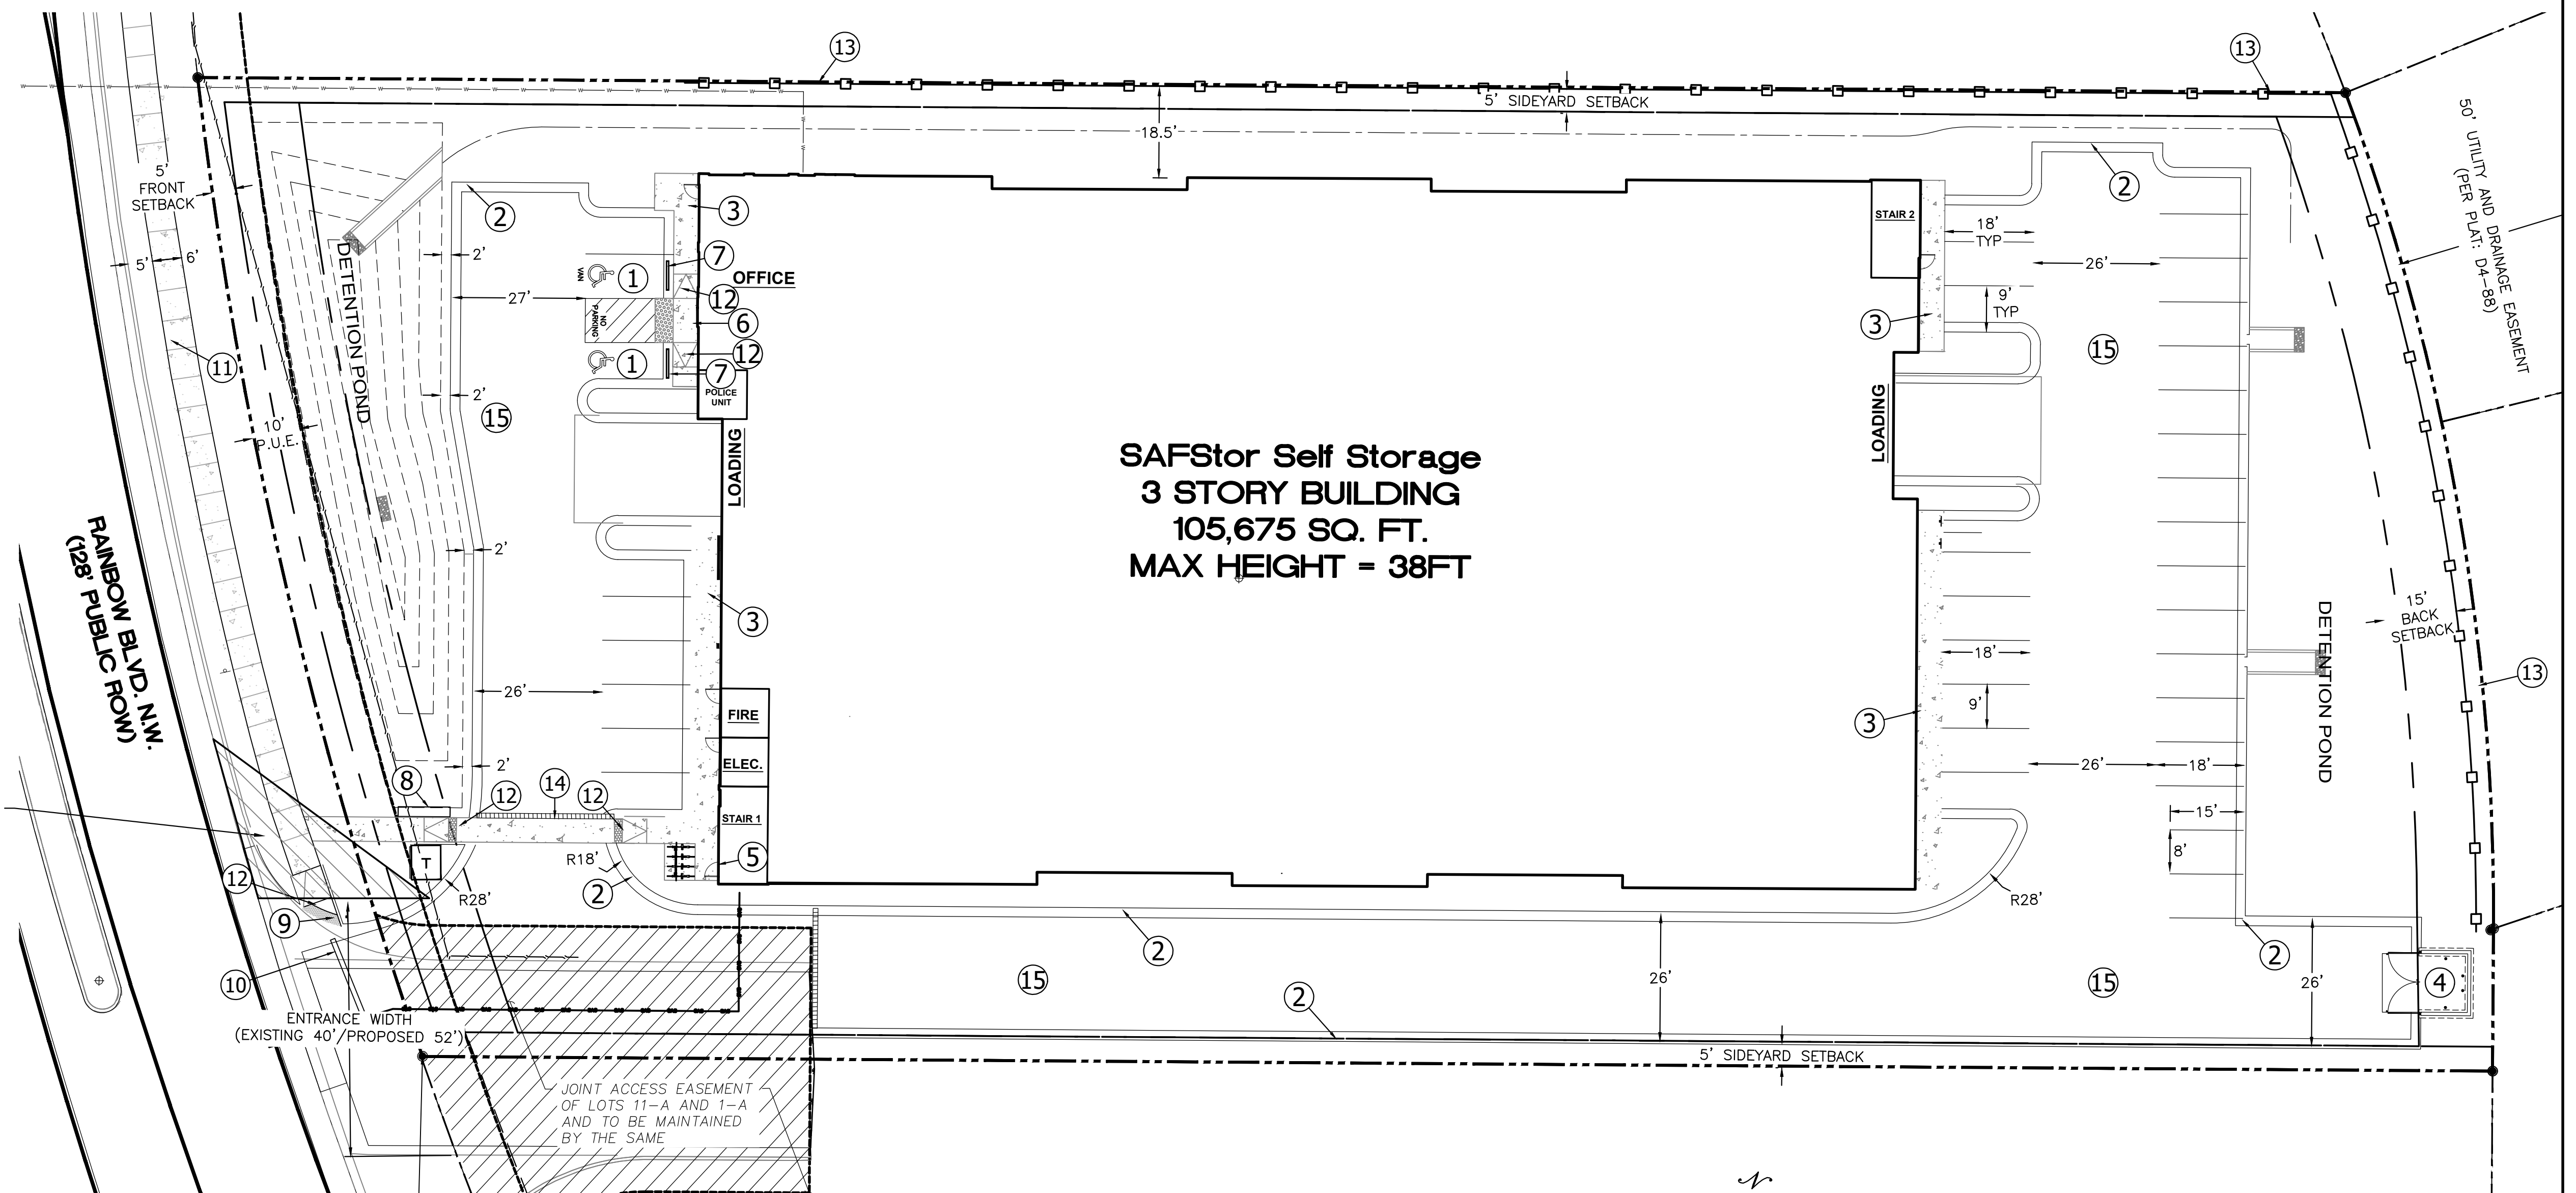 13
13
5' SIDEYARD SETBACK
18.5'
50' UTILITY AND DRAINAGE EASEMENT
(PER PLAT: D4-88)
5'
FRONT
SETBACK
2
3
STAIR 2
2
18'
TYP
26'
5'
6'
2'
7
VAN
1
OFFICE
27'
12
NO
PARKING
6
9'
TYP
3
15
DETENTION POND
11
1
12
7
POLICE
UNIT
2'
15
10'
P.U.E.
LOADING
LOADING
SAFStor Self Storage
3 STORY BUILDING
105,675 SQ. FT.
MAX HEIGHT = 38FT
RAINBOW BLVD. N.W.
(128' PUBLIC ROW)
2'
3
15'
BACK
SETBACK
DETENTION POND
13
18'
26'
9'
3
FIRE
ELEC.
STAIR 1
2'
8
12
14
12
26'
18'
15'
8'
T
R18'
5
12
R28'
2
9
R28'
2
2
10
15
26'
15
26'
4
2
ENTRANCE WIDTH
(EXISTING 40'/PROPOSED 52')
5' SIDEYARD SETBACK
JOINT ACCESS EASEMENT
OF LOTS 11-A AND 1-A
AND TO BE MAINTAINED
BY THE SAME
N